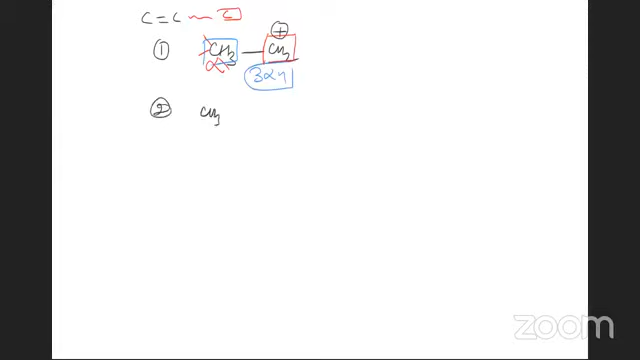 C = C ~ C
① CH3 — CH2 ⊕
α 3αH
② CH3
zoom